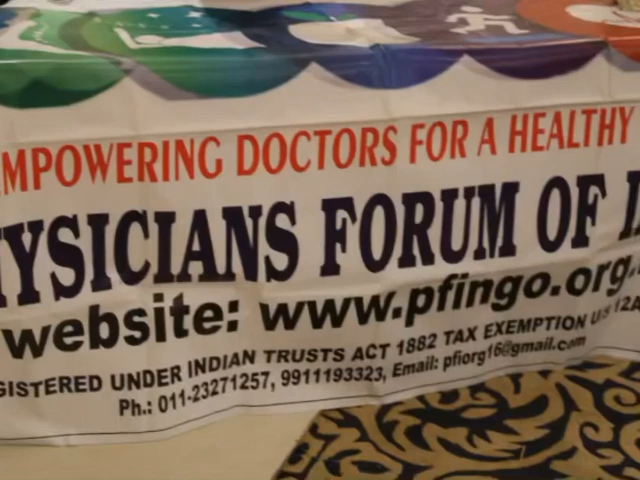 MPOWERING DOCTORS FOR A HEALTHY
YSICIANS FORUM OF I
website: www.pfingo.org
GISTERED UNDER INDIAN TRUSTS ACT 1882 TAX EXEMPTION U/S 12A
Ph.: 011-23271257, 9911193323, Email: pfiorg16@gmail.com